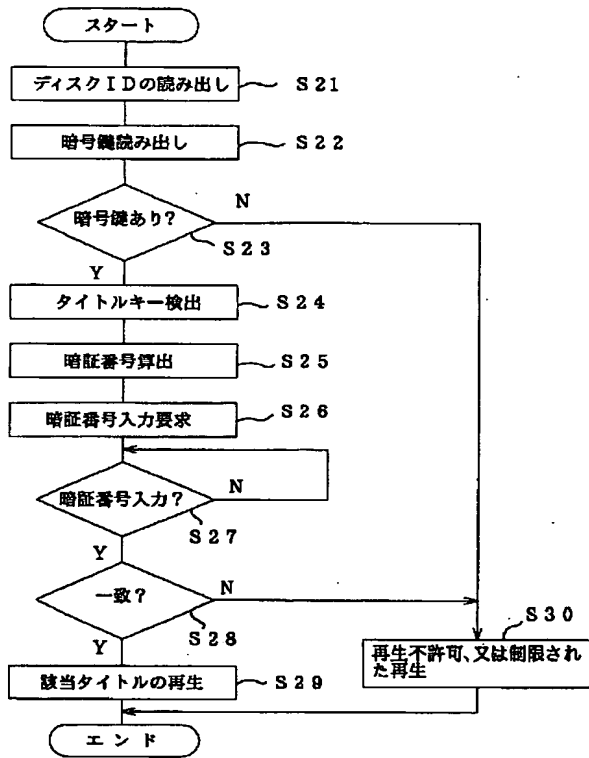 スタート
ディスクIDの読み出し
S21
暗号鍵読み出し
S22
暗号鍵あり?
N
S23
Y
タイトルキー検出
S24
暗証番号算出
S25
暗証番号入力要求
S26
暗証番号入力?
N
S27
Y
一致?
N
S28
Y
S30
再生不許可、又は制限され
た再生
該当タイトルの再生
S29
エンド